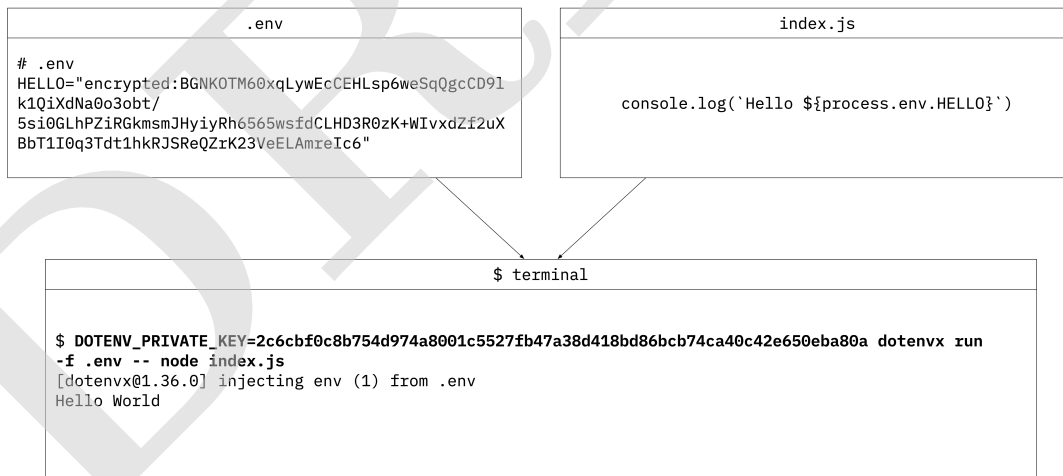 .env
# .env
HELLO="encrypted:BGNKOTM60xqLywEcCEHLsp6weSqQgcCD9l
k1QiXdNa0o3obt/
5si0GLhPZiRGkmsmJHyiyRh6565wsfdCLHD3R0zK+WIvxdZf2uX
BbT1I0q3Tdt1hkRJSReQZrK23VeELAmreIc6"
index.js
console.log(`Hello ${process.env.HELLO}`)
$ terminal
$ DOTENV_PRIVATE_KEY=2c6cbf0c8b754d974a8001c5527fb47a38d418bd86bcb74ca40c42e650eba80a dotenvx run
-f .env -- node index.js
[dotenvx@1.36.0] injecting env (1) from .env
Hello World